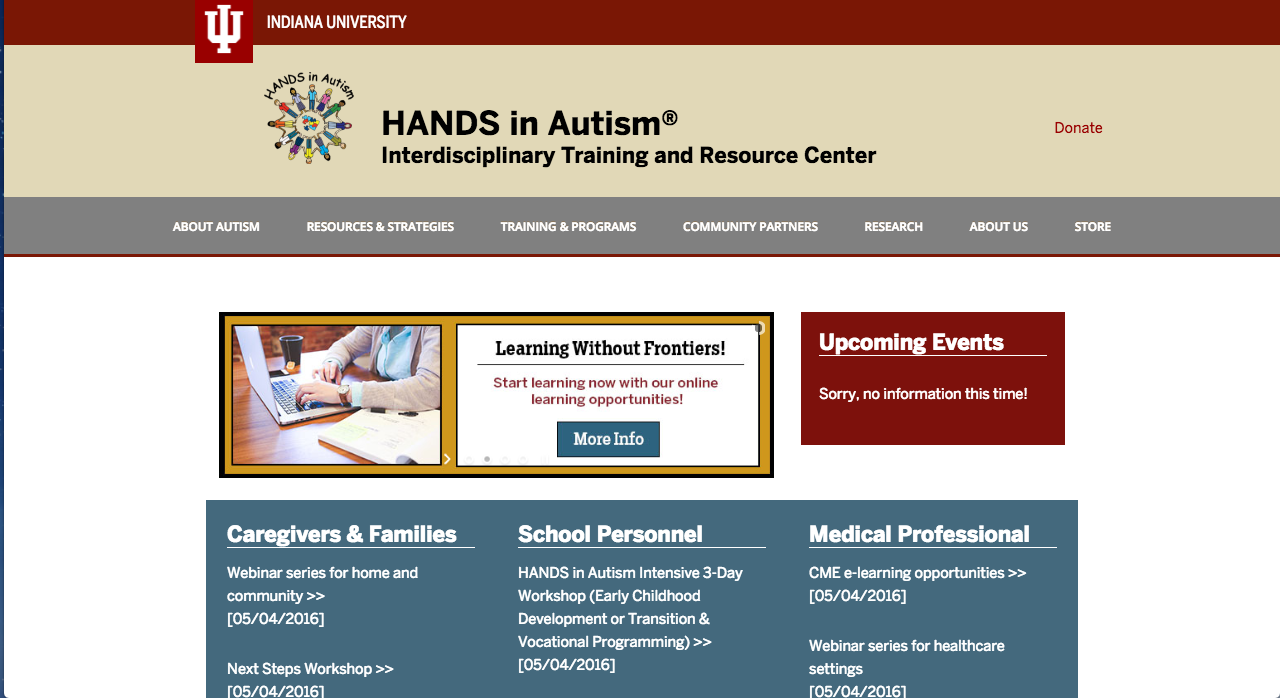 INDIANA UNIVERSITY
HANDS in Autism
HANDS in Autism®
Interdisciplinary Training and Resource Center
Donate
ABOUT AUTISM
RESOURCES & STRATEGIES
TRAINING & PROGRAMS
COMMUNITY PARTNERS
RESEARCH
ABOUT US
STORE
Learning Without Frontiers!
Start learning now with our online
learning opportunities!
More Info
Upcoming Events
Sorry, no information this time!
Caregivers & Families
Webinar series for home and
community >>
[05/04/2016]
Next Steps Workshop >>
[05/04/2016]
School Personnel
HANDS in Autism Intensive 3-Day
Workshop (Early Childhood
Development or Transition &
Vocational Programming) >>
[05/04/2016]
Medical Professional
CME e-learning opportunities >>
[05/04/2016]
Webinar series for healthcare
settings
[05/04/2016]